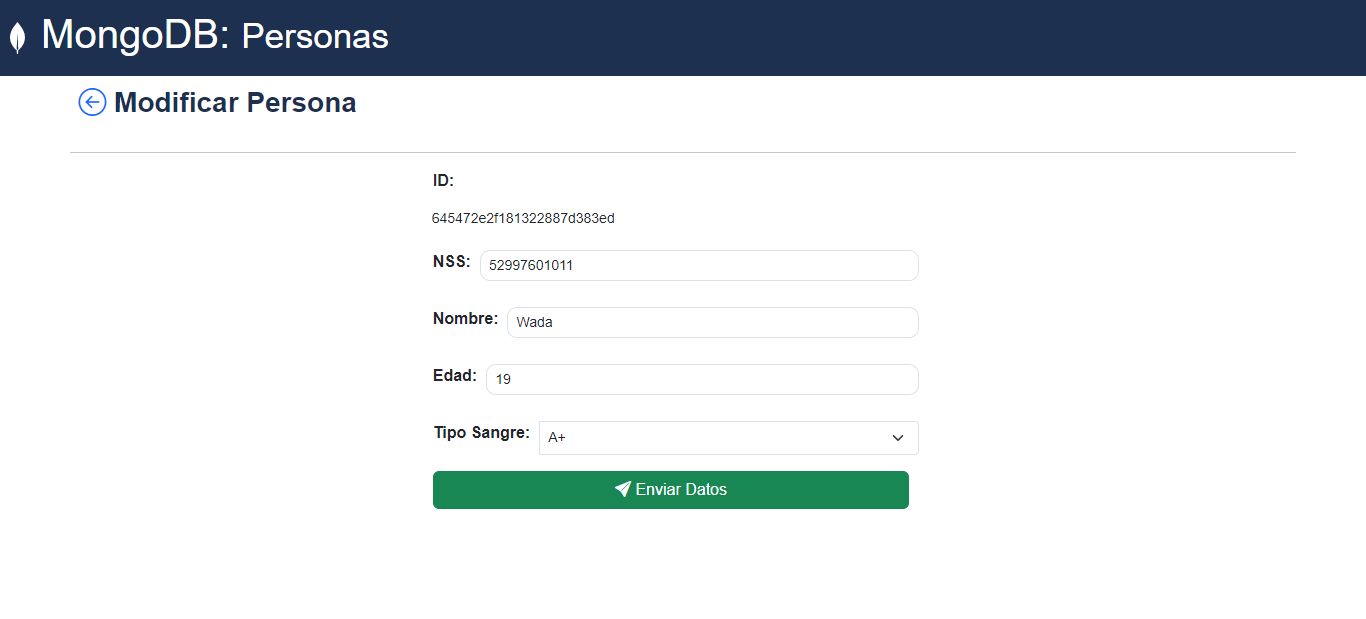 MongoDB: Personas
Modificar Persona
ID:
645472e2f181322887d383ed
NSS: 52997601011
Nombre: Wada
Edad: 19
Tipo Sangre: A+
Enviar Datos